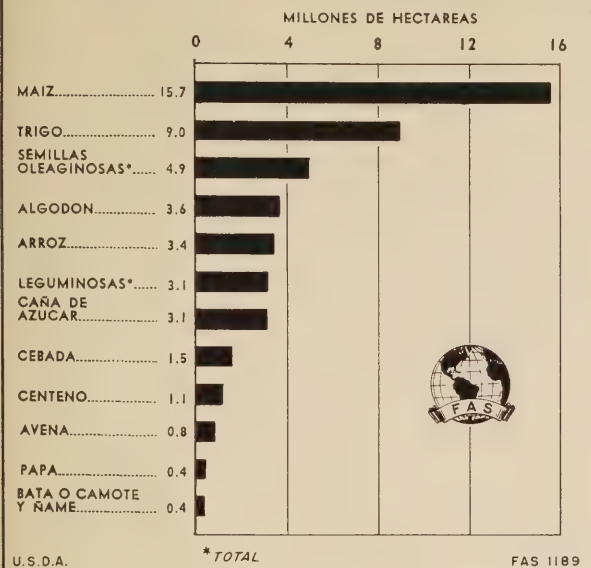 MILLONES DE HECTAREAS
0 4 8 12 16
MAIZ 15.7
TRIGO 9.0
SEMILLAS
OLEAGINOSAS* 4.9
ALGODON 3.6
ARROZ 3.4
LEGUMINOSAS* 3.1
CAÑA DE
AZUCAR 3.1
CEBADA 1.5
CENTENO 1.1
AVENA 0.8
PAPA 0.4
BATA O CAMOTE
Y ÑAME 0.4
FAS
*TOTAL
U.S.D.A.
FAS 1189